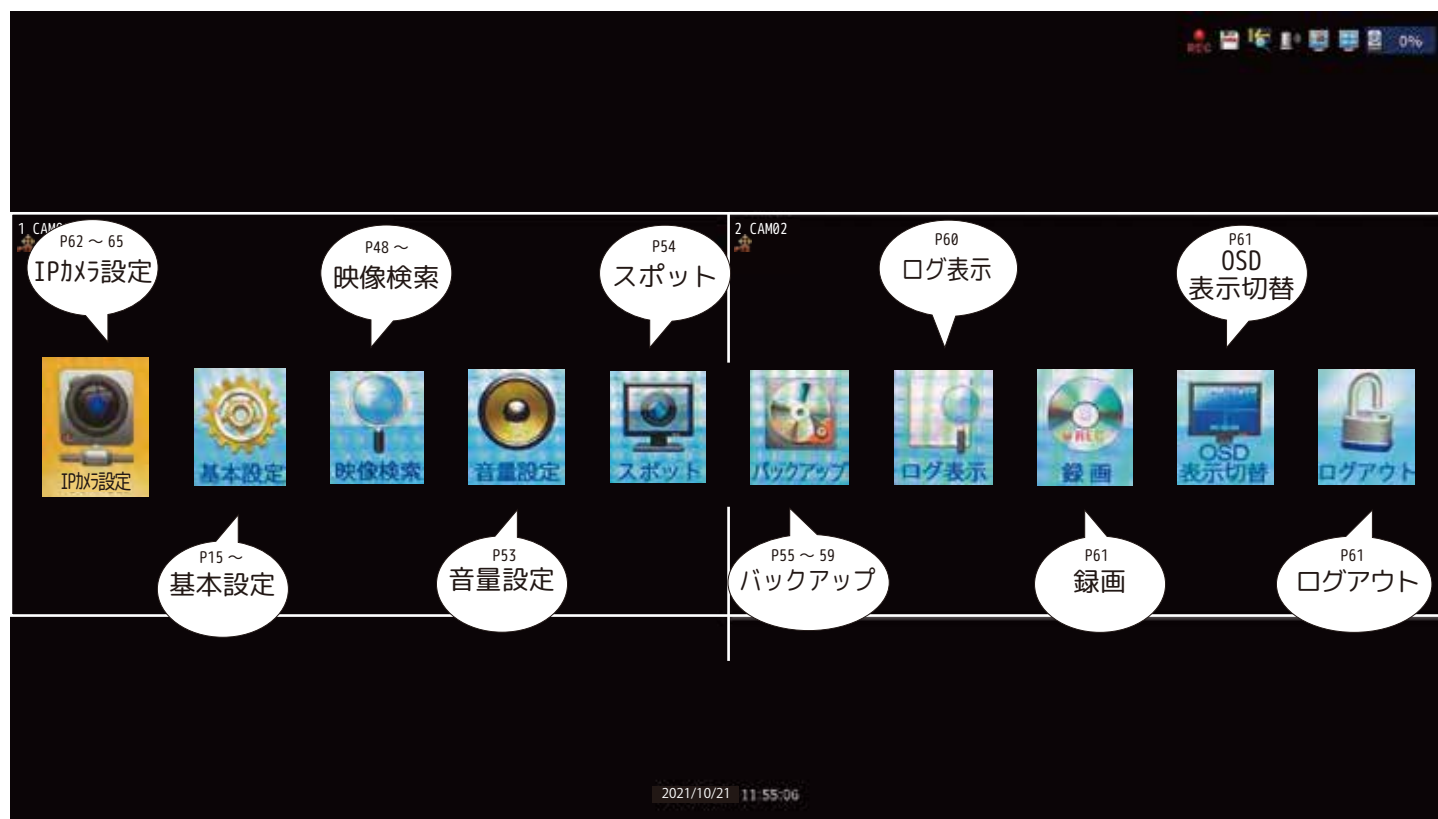 REC
0%
1 CAM
2 CAM02
P62 ～ 65
IPｶﾒﾗ設定
P48 ～
映像検索
P54
スポット
P60
ログ表示
P61
OSD
表示切替
IPｶﾒﾗ設定
基本設定
映像検索
音量設定
スポット
バックアップ
ログ表示
REC
録画
OSD
表示切替
ログアウト
P15 ～
基本設定
P53
音量設定
P55 ～ 59
バックアップ
P61
録画
P61
ログアウト
2021/10/21 11:55:06